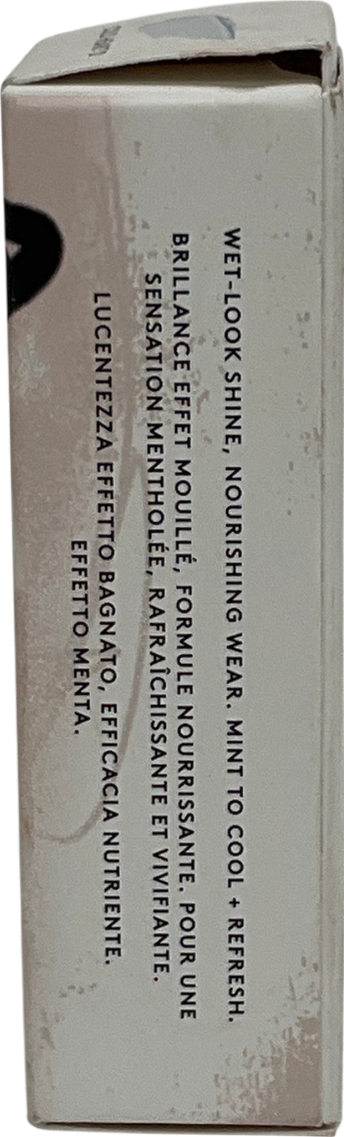 WET-LOOK SHINE, NOURISHING WEAR. MINT TO COOL + REFRESH.
BRILLANCE EFFET MOUILLÉ, FORMULE NOURRISSANTE. POUR UNE
SENSATION MENTHOLÉE, RAFRAÎCHISSANTE ET VIVIFIANTE.
LUCENTEZZA EFFETTO BAGNATO, EFFICACIA NUTRIENTE.
EFFETTO MENTA.